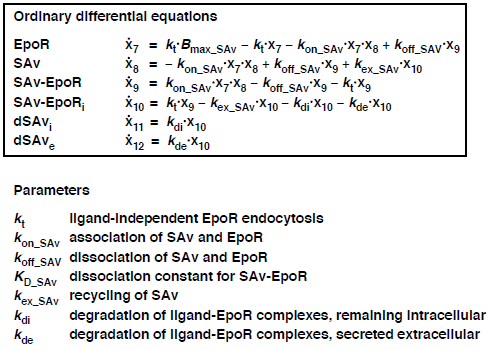 Ordinary differential equations
EpoR ẋ7 = kt·Bmax_SAv − kt·x7 − kon_SAv·x7·x8 + koff_SAV·x9
SAv ẋ8 = − kon_SAv·x7·x8 + koff_SAv·x9 + kex_SAv·x10
SAv-EpoR ẋ9 = kon_SAv·x7·x8 − koff_SAv·x9 − kt·x9
SAv-EpoRi ẋ10 = kt·x9 − kex_SAv·x10 − kdi·x10 − kde·x10
dSAvi ẋ11 = kdi·x10
dSAve ẋ12 = kde·x10
Parameters
kt ligand-independent EpoR endocytosis
kon_SAv association of SAv and EpoR
koff_SAV dissociation of SAv and EpoR
KD_SAv dissociation constant for SAv-EpoR
kex_SAv recycling of SAv
kdi degradation of ligand-EpoR complexes, remaining intracellular
kde degradation of ligand-EpoR complexes, secreted extracellular